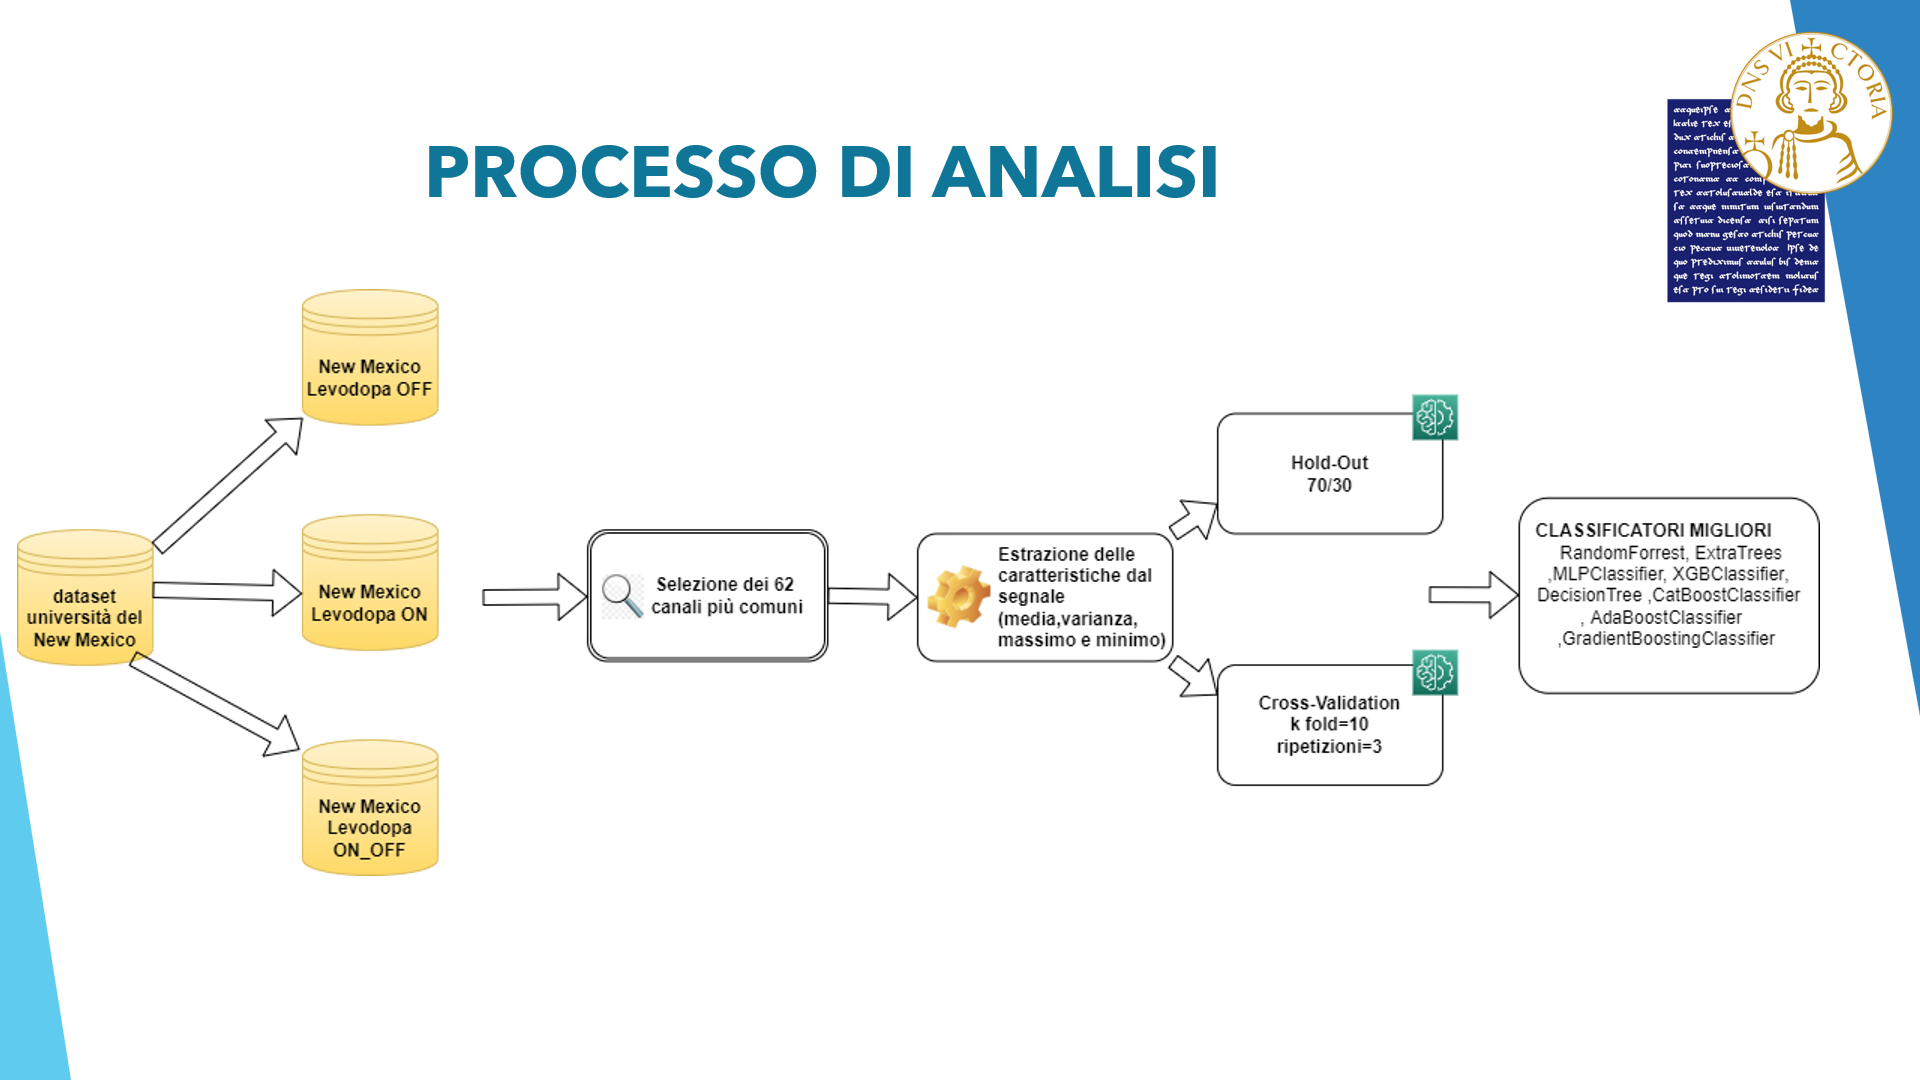 PROCESSO DI ANALISI
DNS VICTORIA
New Mexico
Levodopa OFF
dataset
università del
New Mexico
New Mexico
Levodopa ON
New Mexico
Levodopa
ON_OFF
Selezione dei 62
canali più comuni
Estrazione delle
caratteristiche dal
segnale
(media,varianza,
massimo e minimo)
Hold-Out
70/30
Cross-Validation
k fold=10
ripetizioni=3
CLASSIFICATORI MIGLIORI
RandomForrest, ExtraTrees
,MLPClassifier, XGBClassifier,
DecisionTree ,CatBoostClassifier
, AdaBoostClassifier
,GradientBoostingClassifier